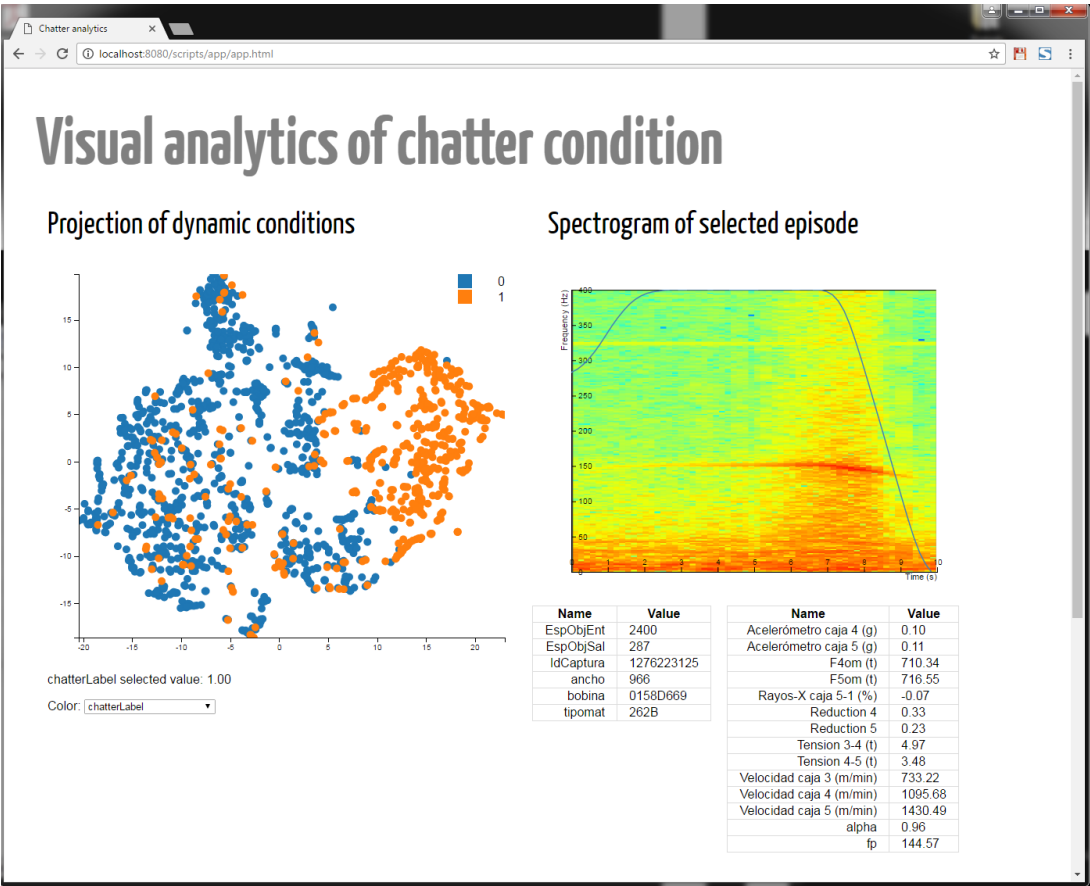 Chatter analytics
localhost:8080/scripts/app/app.html
Visual analytics of chatter condition
Projection of dynamic conditions
0
1
15
10
5
0
-5
-10
-15
-20 -15 -10 -5 0 5 10 15 20
chatterLabel selected value: 1.00
Color: chatterLabel
Spectrogram of selected episode
Frequency (Hz)
400
350
300
250
200
150
100
50
0
0 1 2 3 4 5 6 7 8 9 10
Time (s)
Name Value
EspObjEnt 2400
EspObjSal 287
IdCaptura 1276223125
ancho 966
bobina 0158D669
tipomat 262B
Name Value
Acelerómetro caja 4 (g) 0.10
Acelerómetro caja 5 (g) 0.11
F4om (t) 710.34
F5om (t) 716.55
Rayos-X caja 5-1 (%) -0.07
Reduction 4 0.33
Reduction 5 0.23
Tension 3-4 (t) 4.97
Tension 4-5 (t) 3.48
Velocidad caja 3 (m/min) 733.22
Velocidad caja 4 (m/min) 1095.68
Velocidad caja 5 (m/min) 1430.49
alpha 0.96
fp 144.57